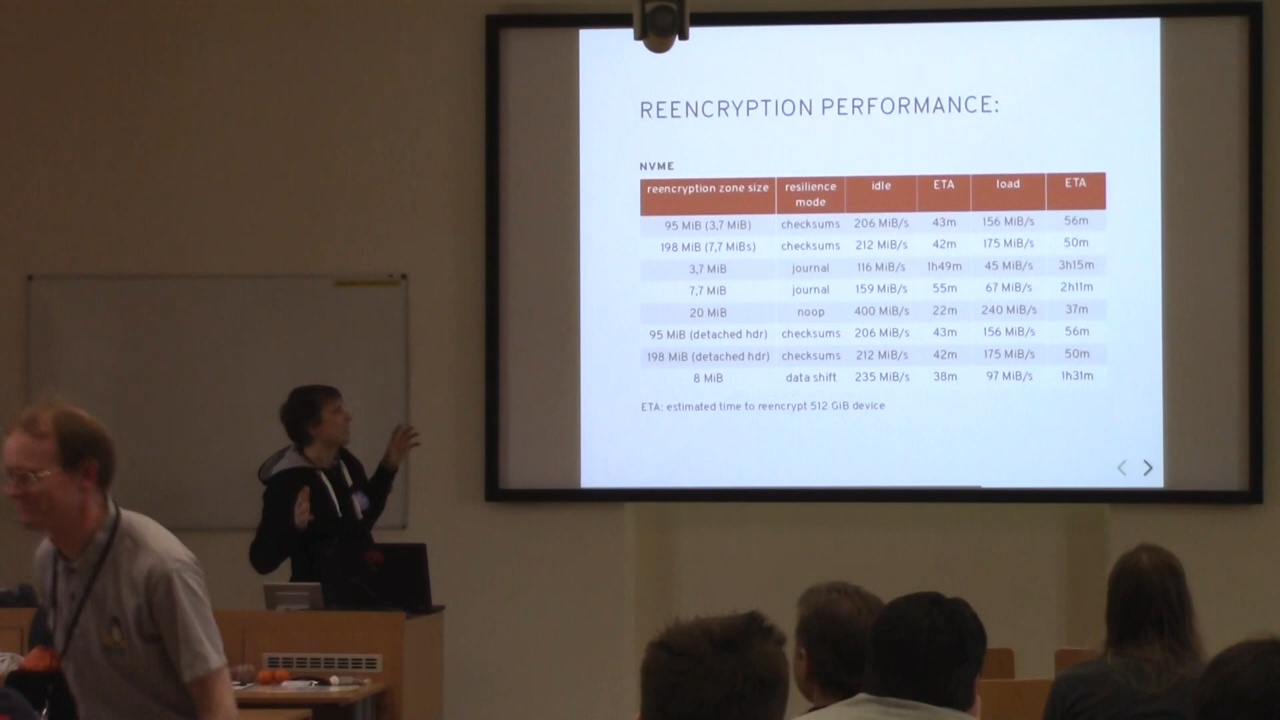 REENCRYPTION PERFORMANCE:
NVME
reencryption zone size resilience mode idle ETA load ETA
95 MiB (3,7 MiB) checksums 206 MiB/s 43m 156 MiB/s 56m
198 MiB (7,7 MiBs) checksums 212 MiB/s 42m 175 MiB/s 50m
3,7 MiB journal 116 MiB/s 1h49m 45 MiB/s 3h15m
7,7 MiB journal 159 MiB/s 55m 67 MiB/s 2h11m
20 MiB noop 400 MiB/s 22m 240 MiB/s 37m
95 MiB (detached hdr) checksums 206 MiB/s 43m 156 MiB/s 56m
198 MiB (detached hdr) checksums 212 MiB/s 42m 175 MiB/s 50m
8 MiB data shift 235 MiB/s 38m 97 MiB/s 1h31m
ETA: estimated time to reencrypt 512 GiB device